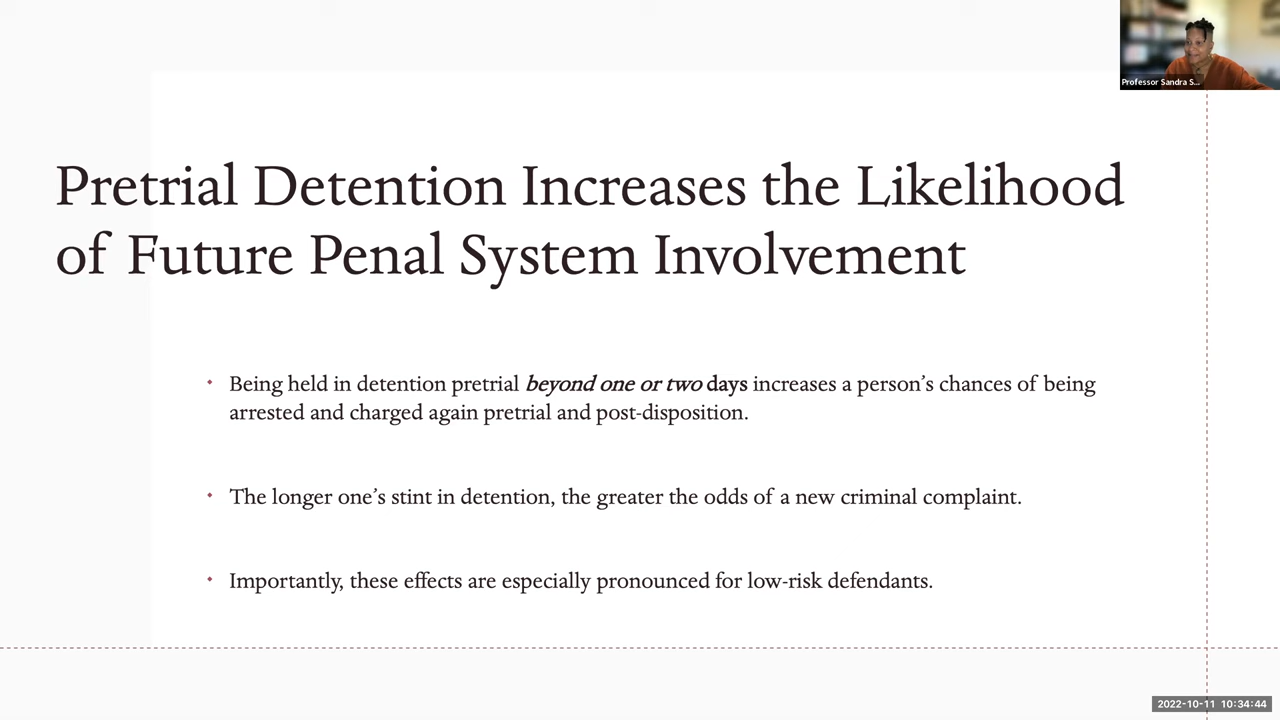 Professor Sandra S...
Pretrial Detention Increases the Likelihood
of Future Penal System Involvement
Being held in detention pretrial beyond one or two days increases a person’s chances of being
arrested and charged again pretrial and post-disposition.
The longer one’s stint in detention, the greater the odds of a new criminal complaint.
Importantly, these effects are especially pronounced for low-risk defendants.
2022-10-11 10:34:44